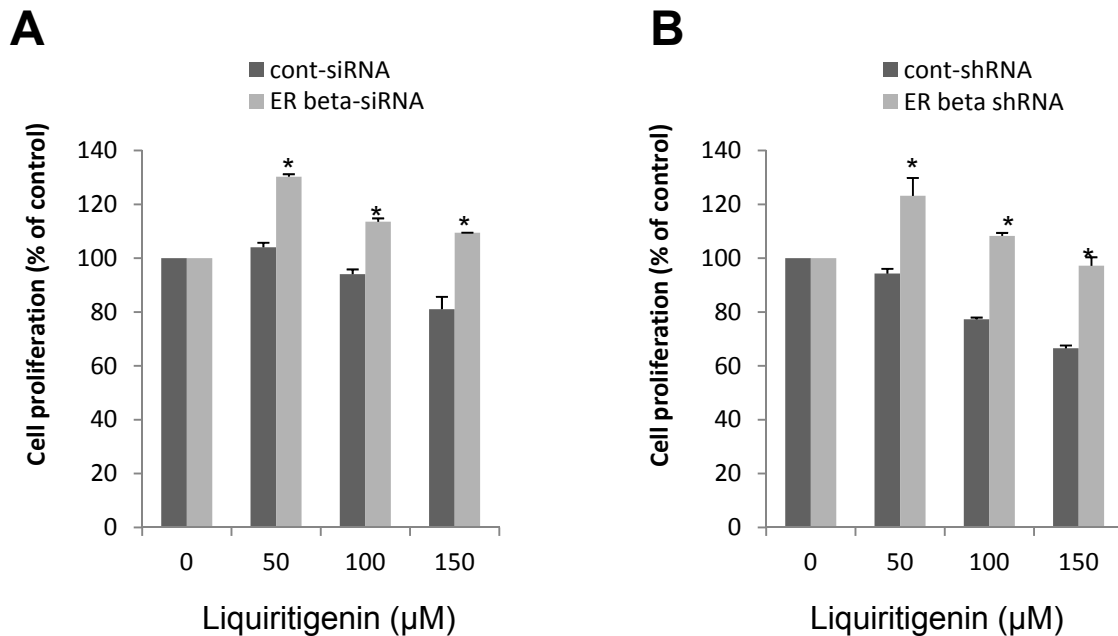 A
cont-siRNA
ER beta-siRNA
Cell proliferation (% of control)
140
120
100
80
60
40
20
0
*
*
*
0 50 100 150
Liquiritigenin (µM)
B
cont-shRNA
ER beta shRNA
Cell proliferation (% of control)
140
120
100
80
60
40
20
0
*
*
*
0 50 100 150
Liquiritigenin (µM)